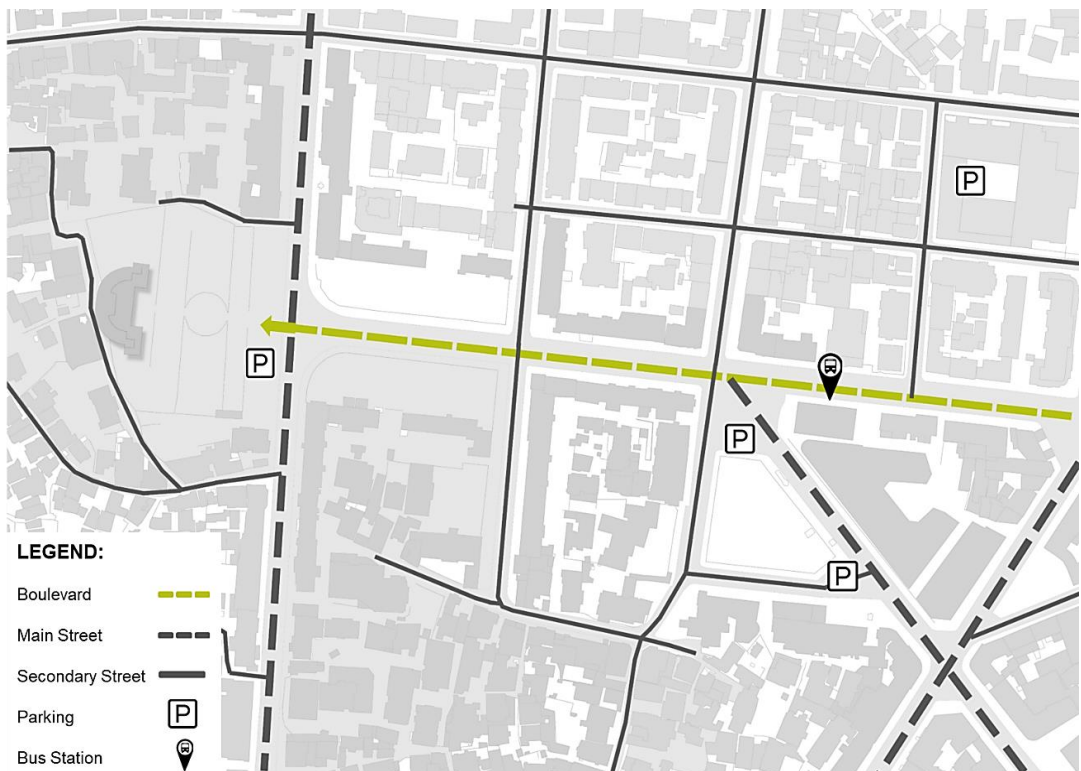 P
P
P
P
LEGEND:
Boulevard
Main Street
Secondary Street
Parking P
Bus Station